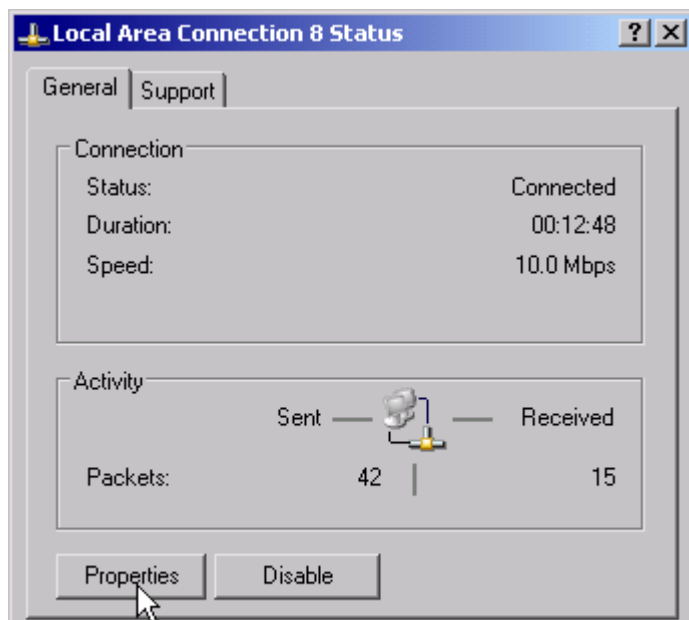 Local Area Connection 8 Status
General Support
Connection
Status: Connected
Duration: 00:12:48
Speed: 10.0 Mbps
Activity
Sent Received
Packets: 42 15
Properties Disable